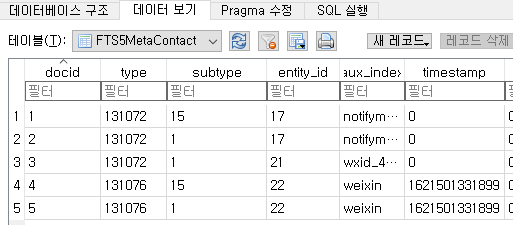 데이터베이스 구조 데이터 보기 Pragma 수정 SQL 실행
테이블(T): FTS5MetaContact 새 레코드 레코드 삭제
docid type subtype entity_id aux_index timestamp
필터 필터 필터 필터 필터 필터
1 1 131072 15 17 notifym… 0
2 2 131072 1 17 notifym… 0
3 3 131072 1 21 wxid_4… 0
4 4 131076 15 22 weixin 1621501331899
5 5 131076 1 22 weixin 1621501331899